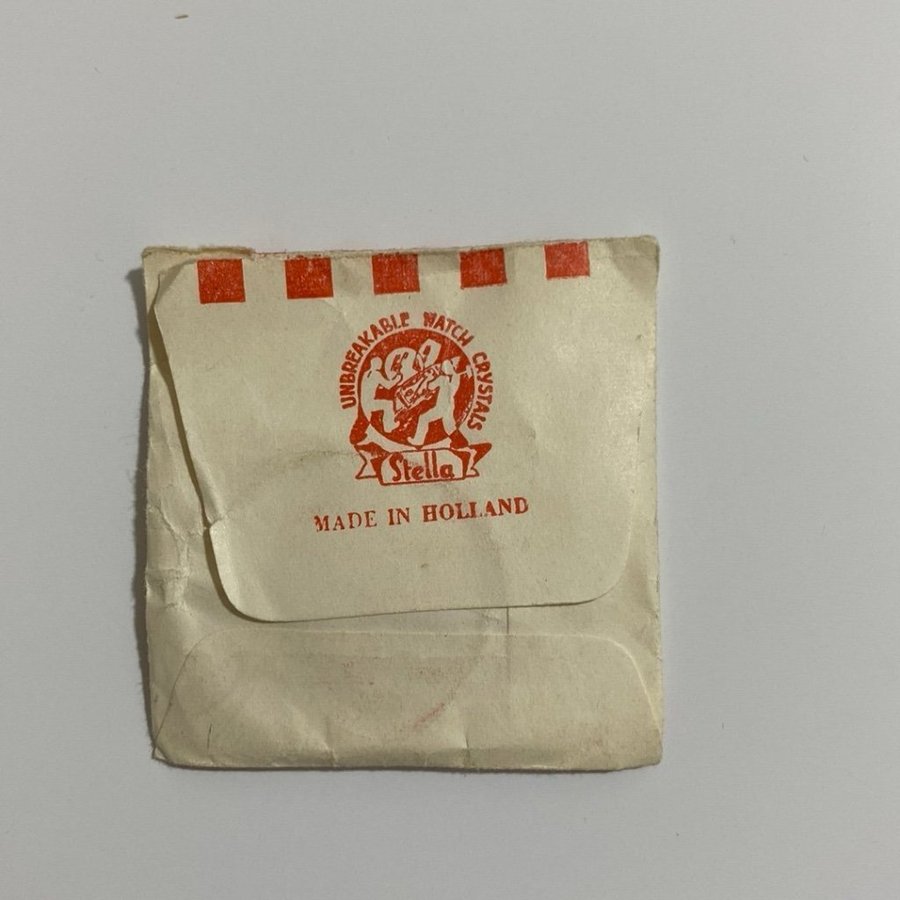 UNBREAKABLE WATCH CRYSTALS
Stella
MADE IN HOLLAND